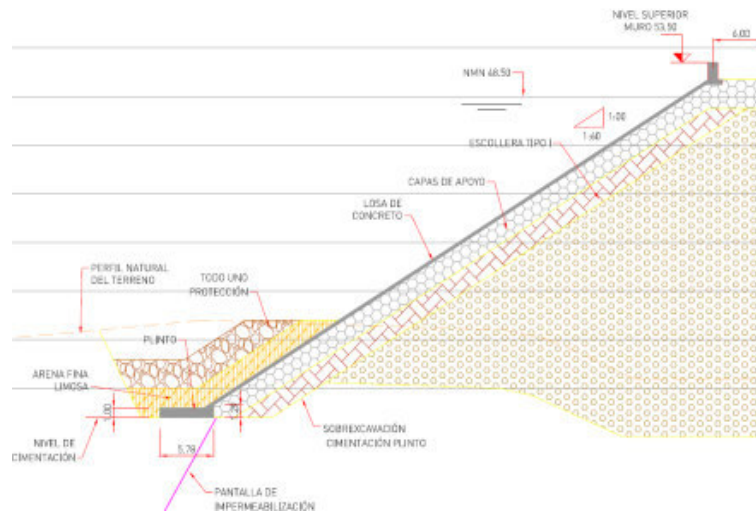 NIVEL SUPERIOR
MURO 53,50
6,00
NMN 48,50
1:00
1:60
ESCOLLERA TIPO I
CAPAS DE APOYO
LOSA DE
CONCRETO
PERFIL NATURAL
DEL TERRENO
TODO UNO
PROTECCIÓN
PLINTO
ARENA FINA
LIMOSA
1,00
1,20
NIVEL DE
CIMENTACIÓN
5,78
SOBREXCAVACIÓN
CIMENTACIÓN PLINTO
PANTALLA DE
IMPERMEABILIZACIÓN